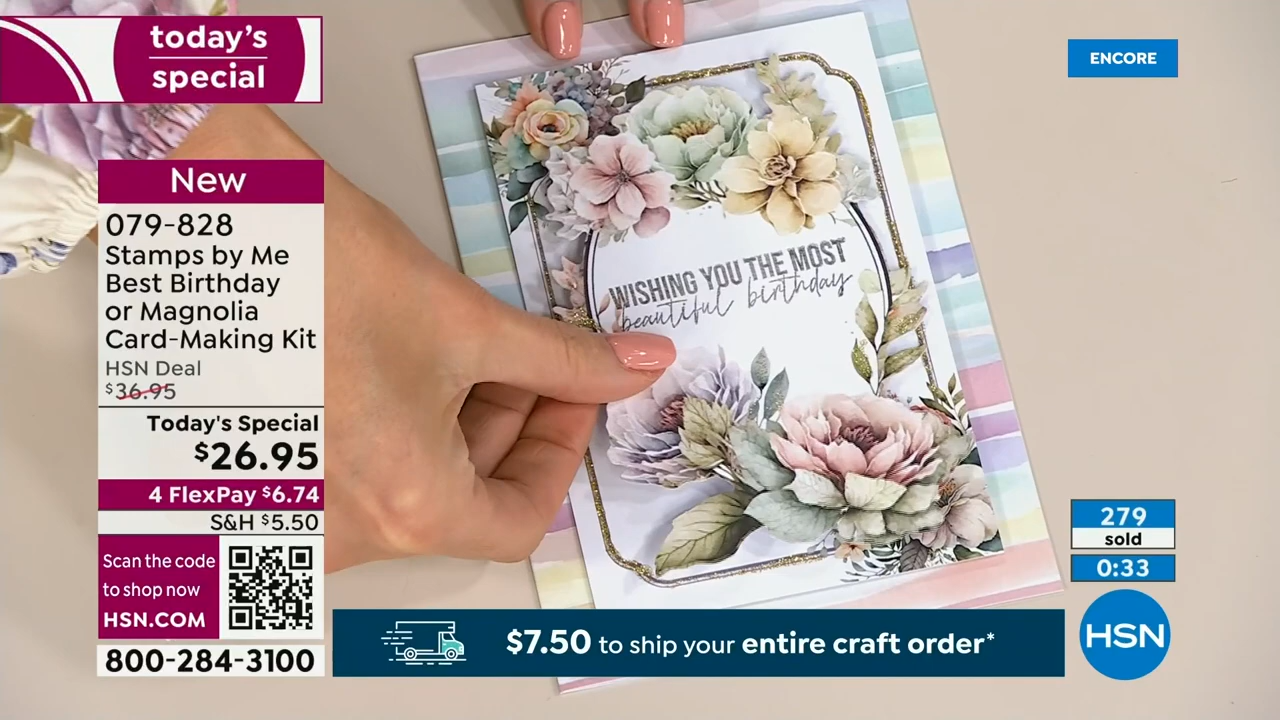 today's
special
ENCORE
New
079-828
Stamps by Me
Best Birthday
or Magnolia
Card-Making Kit
HSN Deal
$36.95
Today's Special
$26.95
4 FlexPay $6.74
S&H $5.50
Scan the code
to shop now
HSN.COM
800-284-3100
WISHING YOU THE MOST
beautiful birthday
279
sold
0:33
$7.50 to ship your entire craft order*
HSN